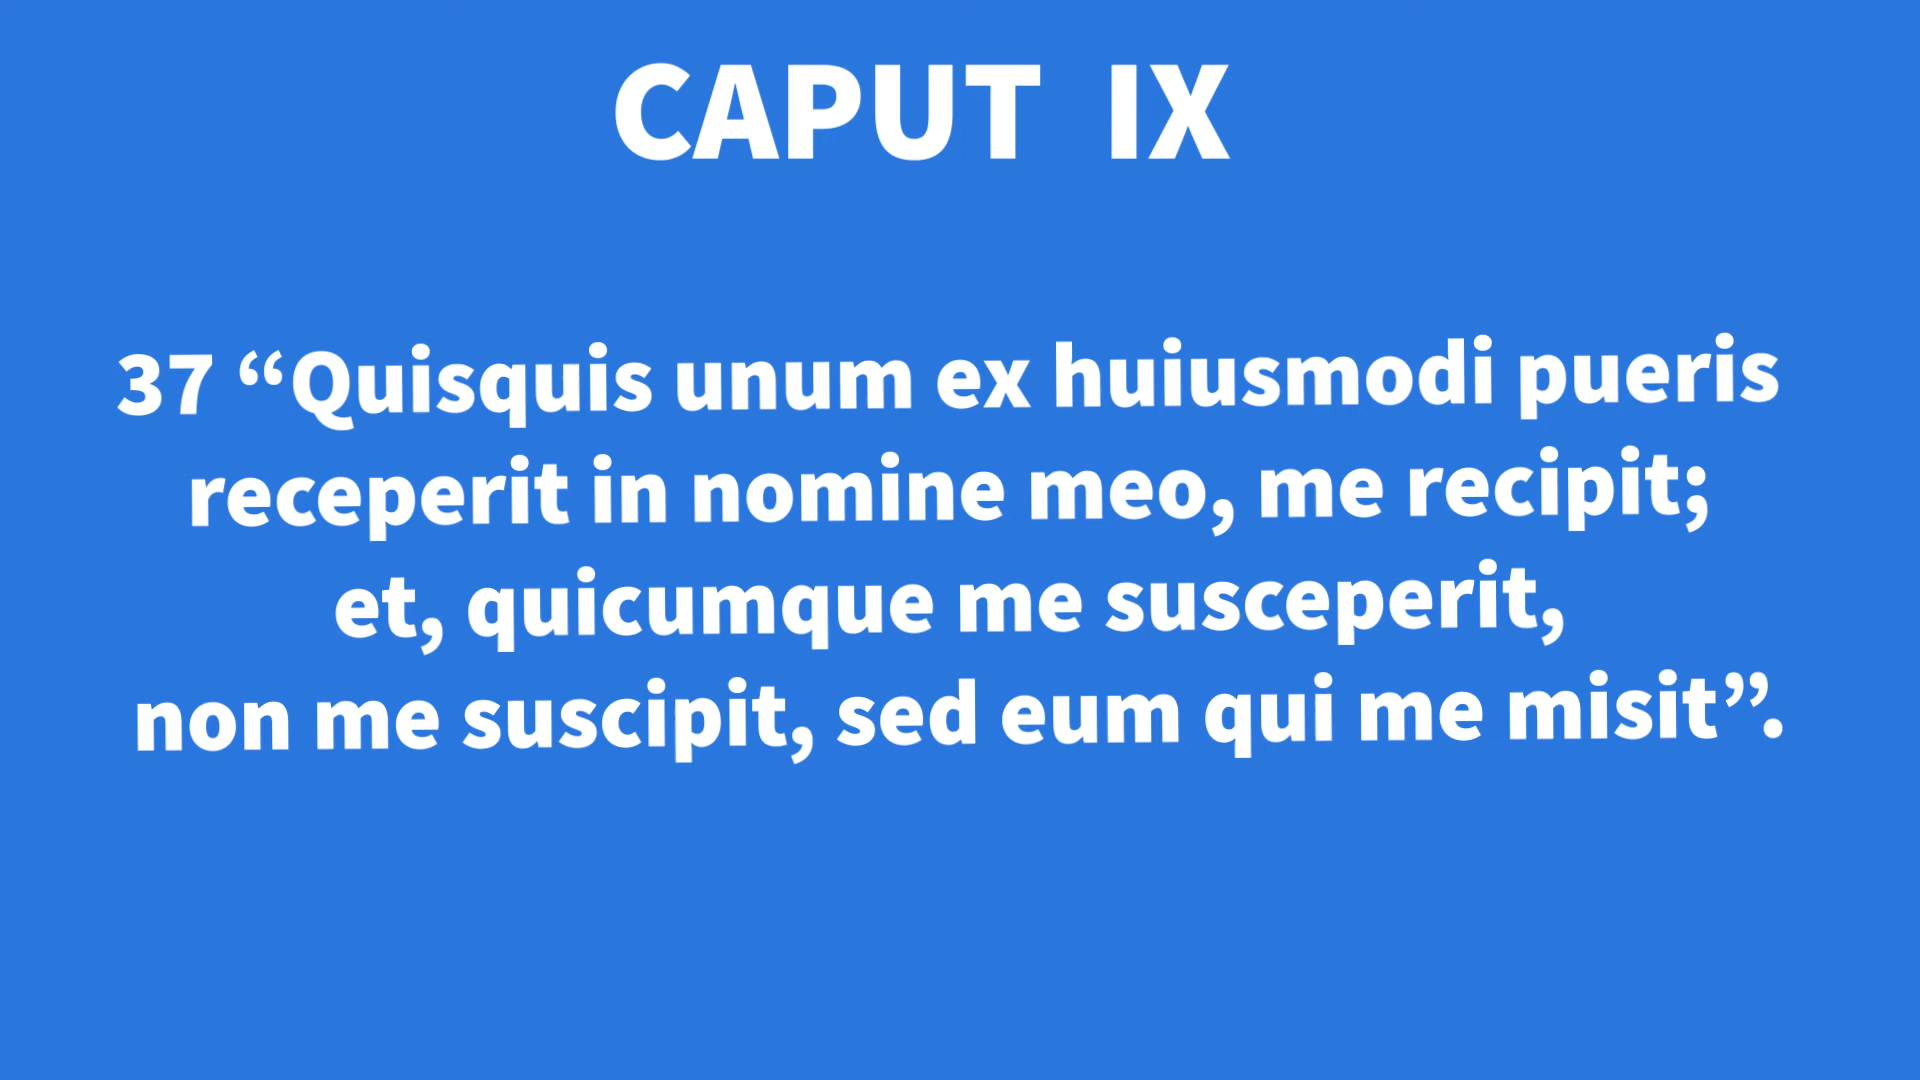 CAPUT IX
37 “Quisquis unum ex huiusmodi pueris
receperit in nomine meo, me recipit;
et, quicumque me susceperit,
non me suscipit, sed eum qui me misit”.